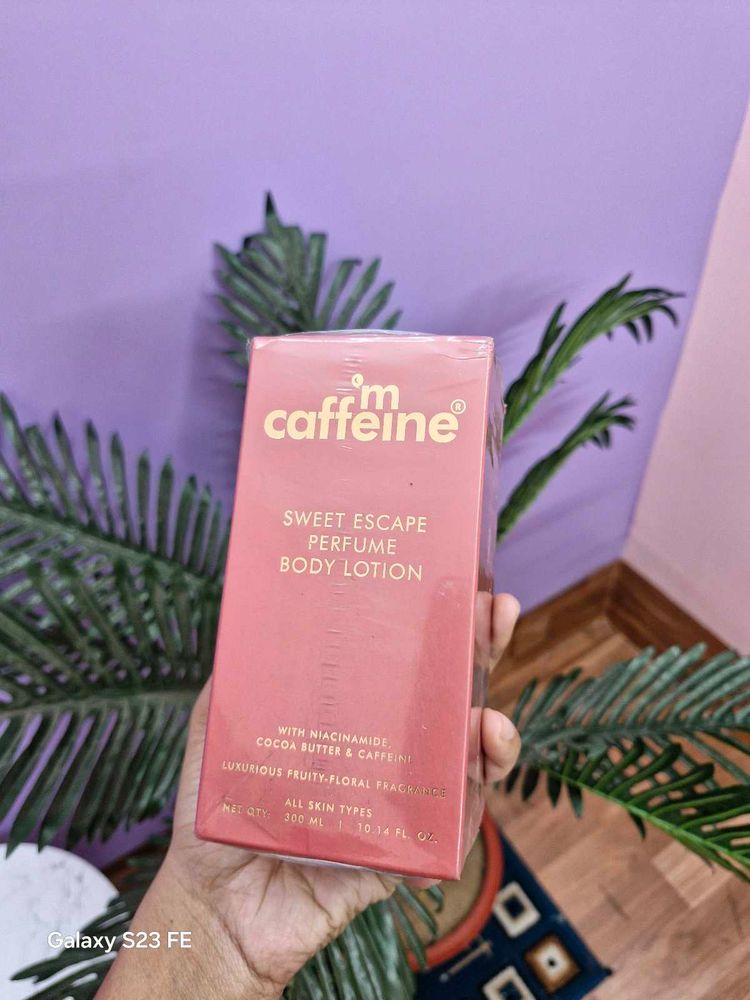 'm
caffeine®
SWEET ESCAPE
PERFUME
BODY LOTION
WITH NIACINAMIDE,
COCOA BUTTER & CAFFEINE
LUXURIOUS FRUITY-FLORAL FRAGRANCE
ALL SKIN TYPES
NET QTY: 300 ML | 10.14 FL. OZ.
Galaxy S23 FE